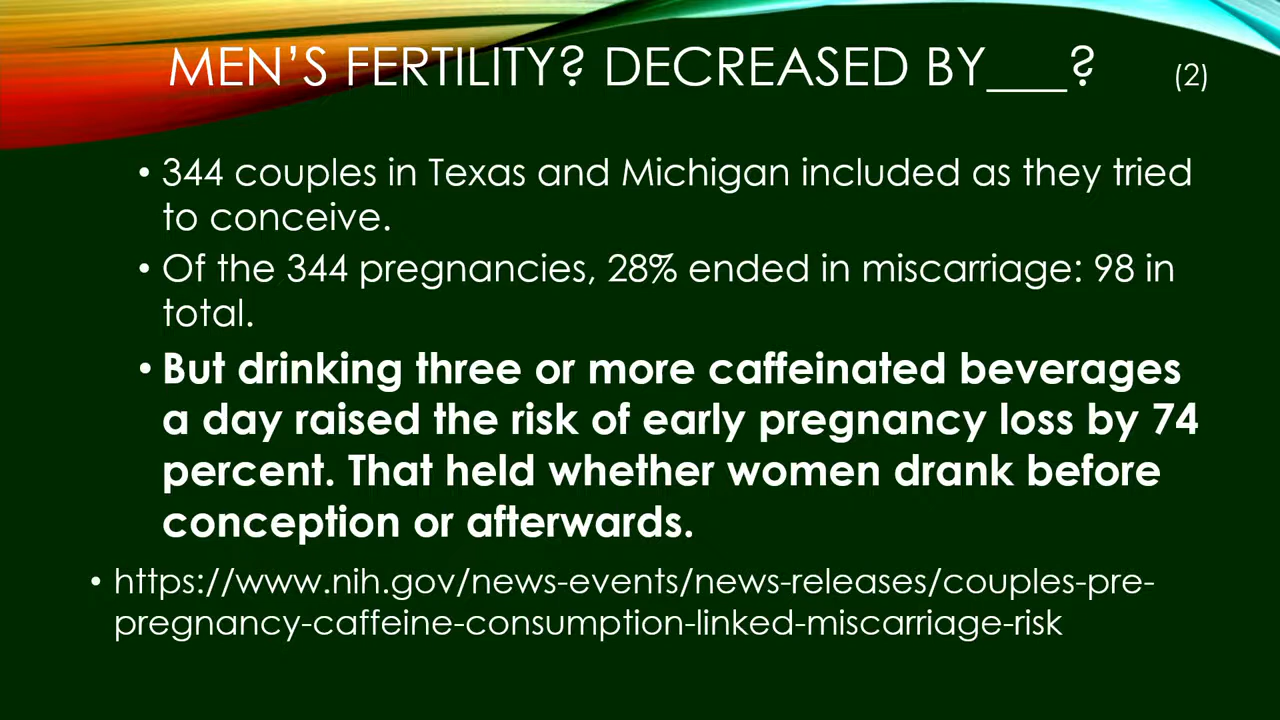 MEN’S FERTILITY? DECREASED BY___? (2)
• 344 couples in Texas and Michigan included as they tried
to conceive.
• Of the 344 pregnancies, 28% ended in miscarriage: 98 in
total.
• But drinking three or more caffeinated beverages
a day raised the risk of early pregnancy loss by 74
percent. That held whether women drank before
conception or afterwards.
• https://www.nih.gov/news-events/news-releases/couples-pre-
pregnancy-caffeine-consumption-linked-miscarriage-risk